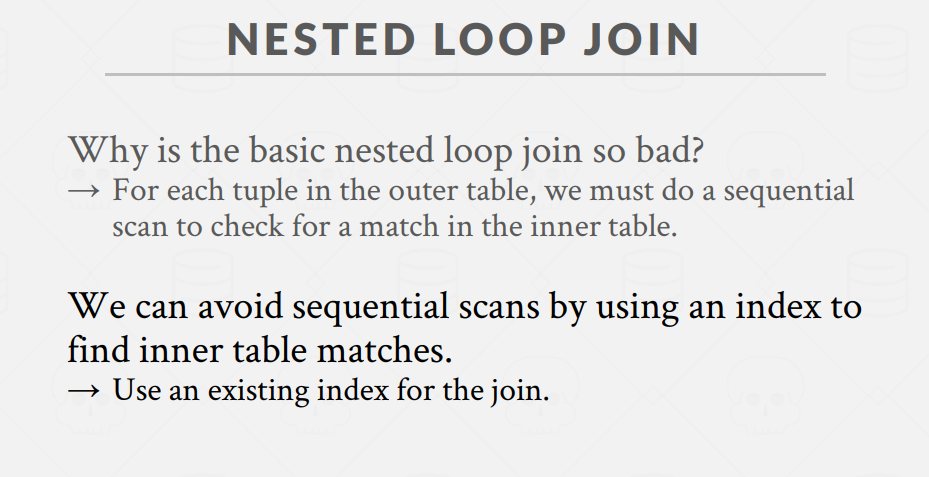 NESTED LOOP JOIN
Why is the basic nested loop join so bad?
→ For each tuple in the outer table, we must do a sequential
scan to check for a match in the inner table.
We can avoid sequential scans by using an index to
find inner table matches.
→ Use an existing index for the join.